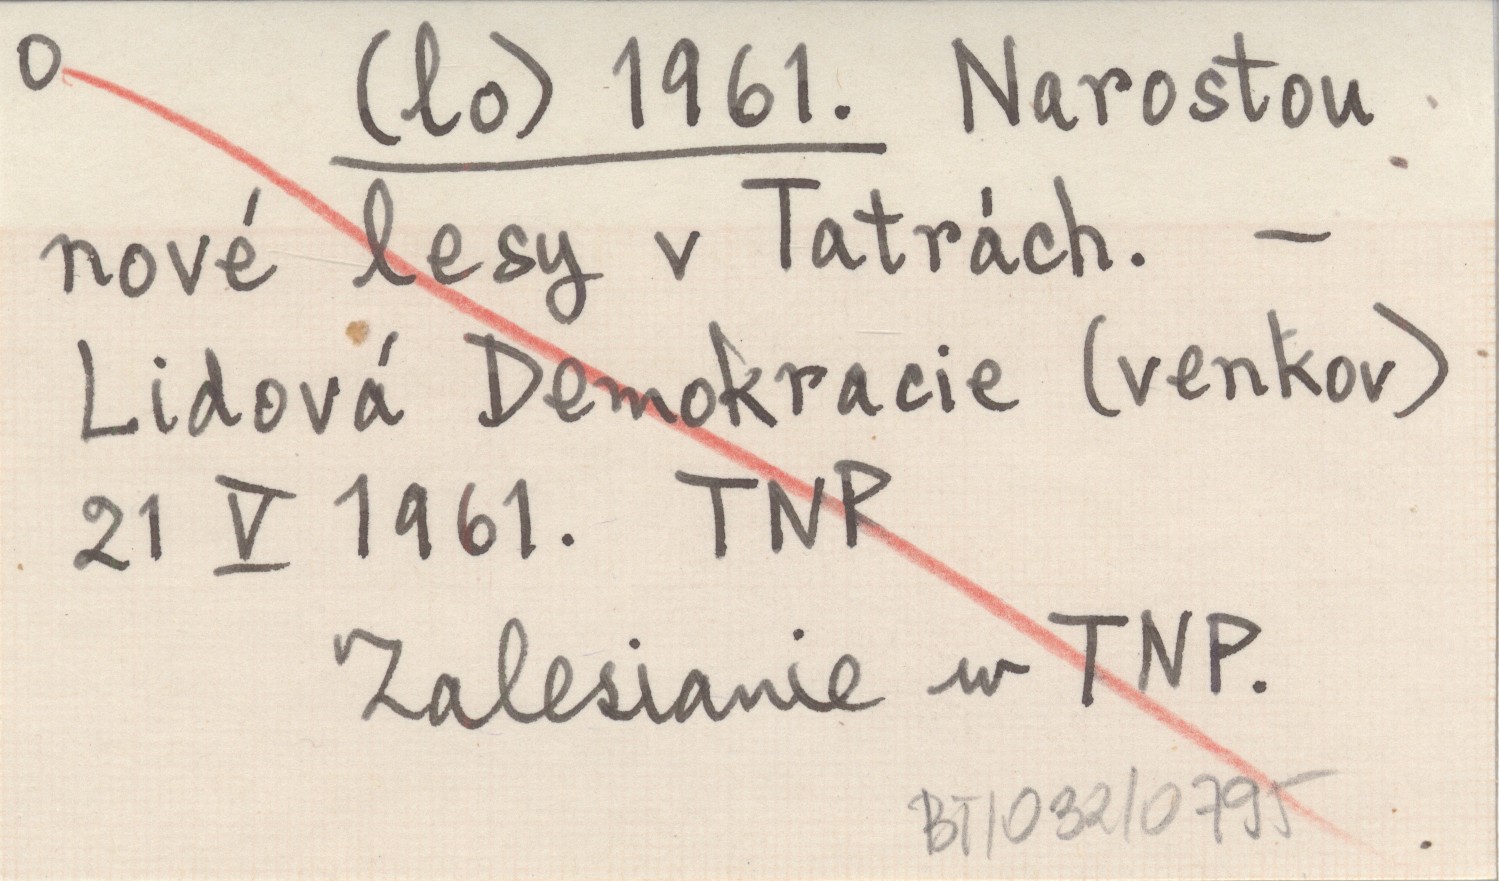 O (lo) 1961. Narostou
nové lesy v Tatrách. –
Lidová Demokracie (venkov)
21 V 1961. TNP
Zalesianie w TNP.
BT/032/0795